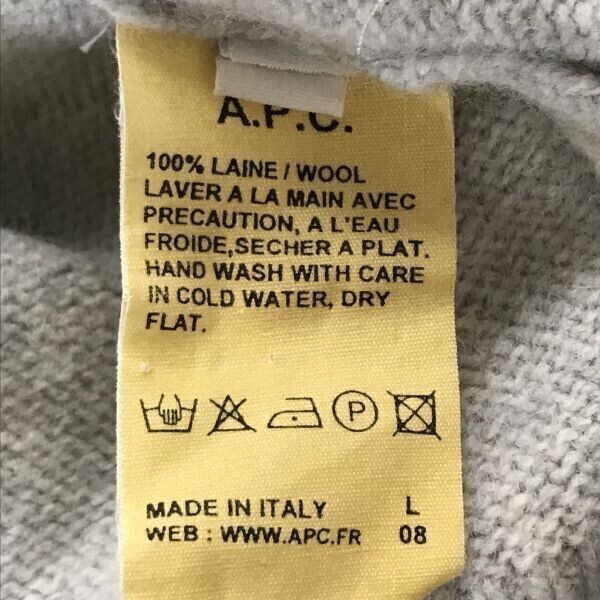 A.P.C.
100% LAINE / WOOL
LAVER A LA MAIN AVEC
PRECAUTION, A L'EAU
FROIDE,SECHER A PLAT.
HAND WASH WITH CARE
IN COLD WATER, DRY
FLAT.
P
MADE IN ITALY L
WEB : WWW.APC.FR 08